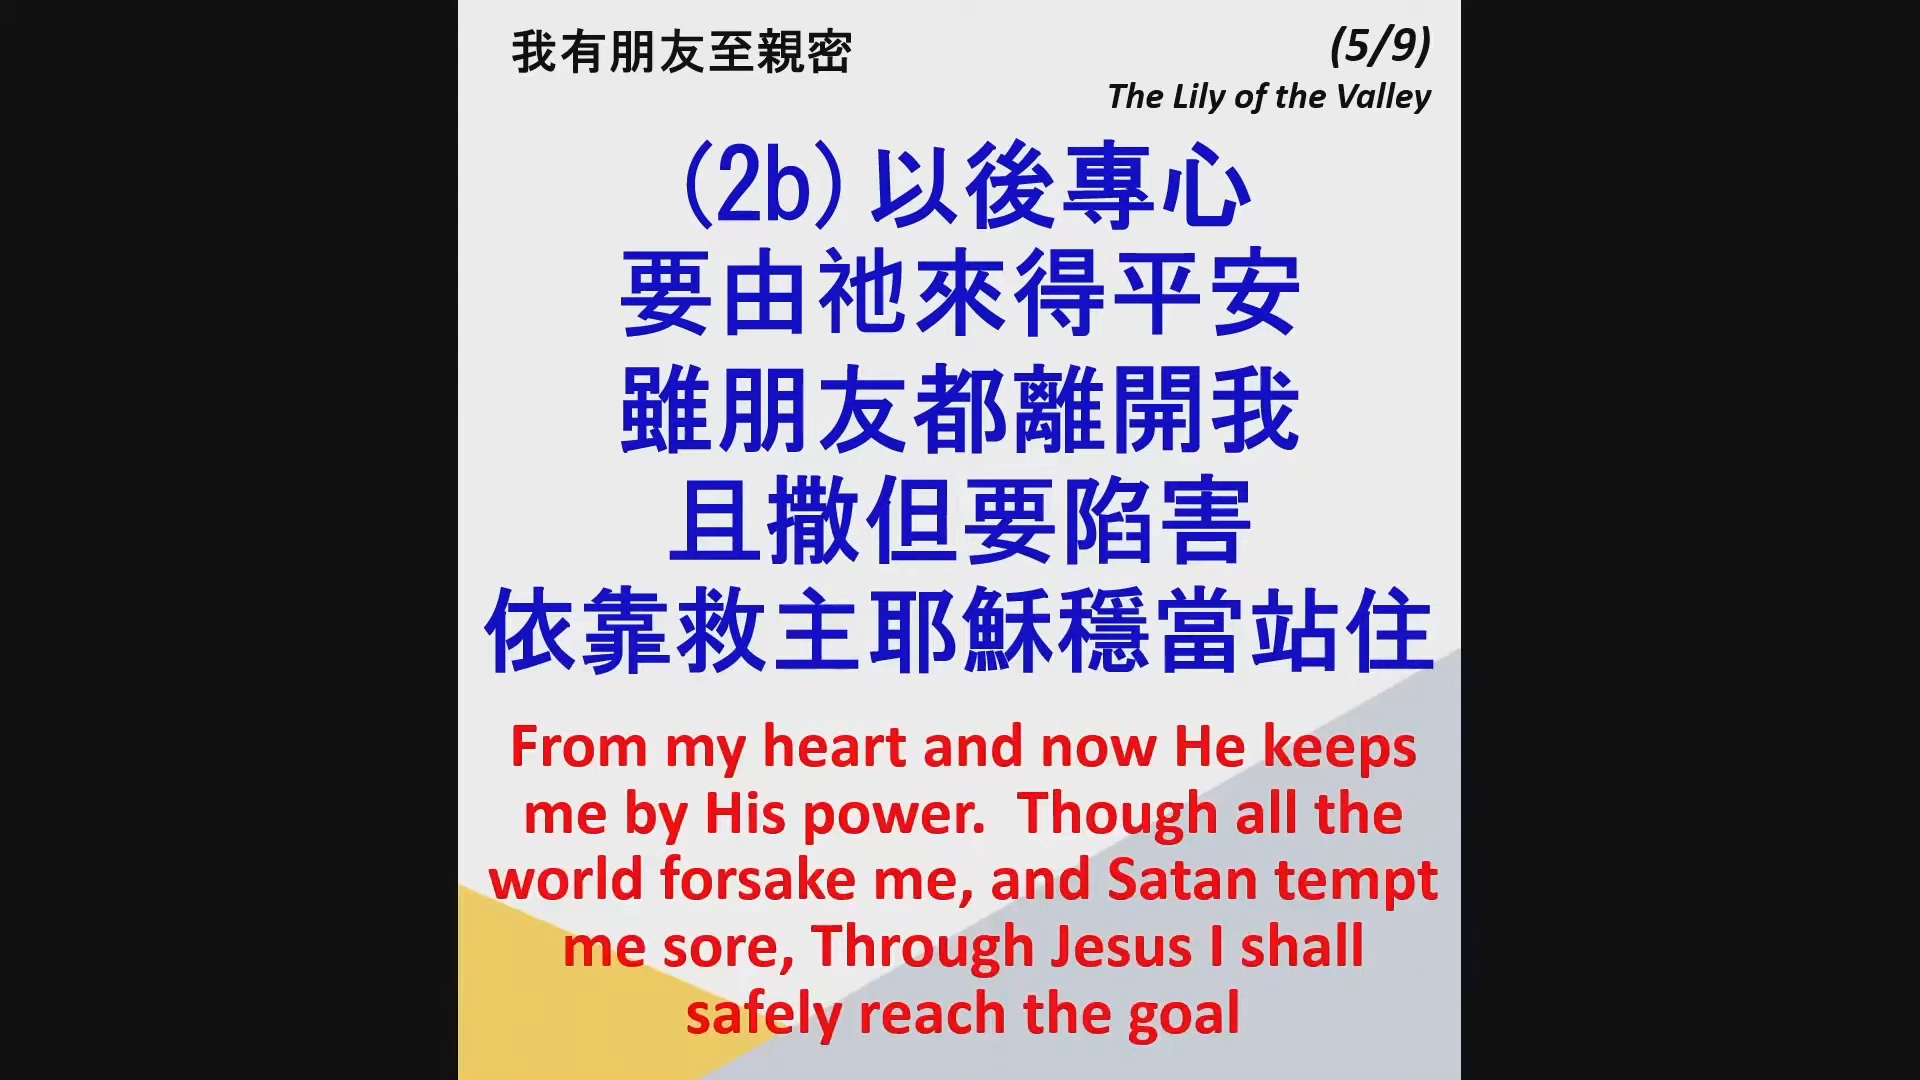 我有朋友至親密
(5/9)
The Lily of the Valley
(2b)以後專心
要由祂來得平安
雖朋友都離開我
且撒但要陷害
依靠救主耶穌穩當站住
From my heart and now He keeps
me by His power.  Though all the
world forsake me, and Satan tempt
me sore, Through Jesus I shall
safely reach the goal